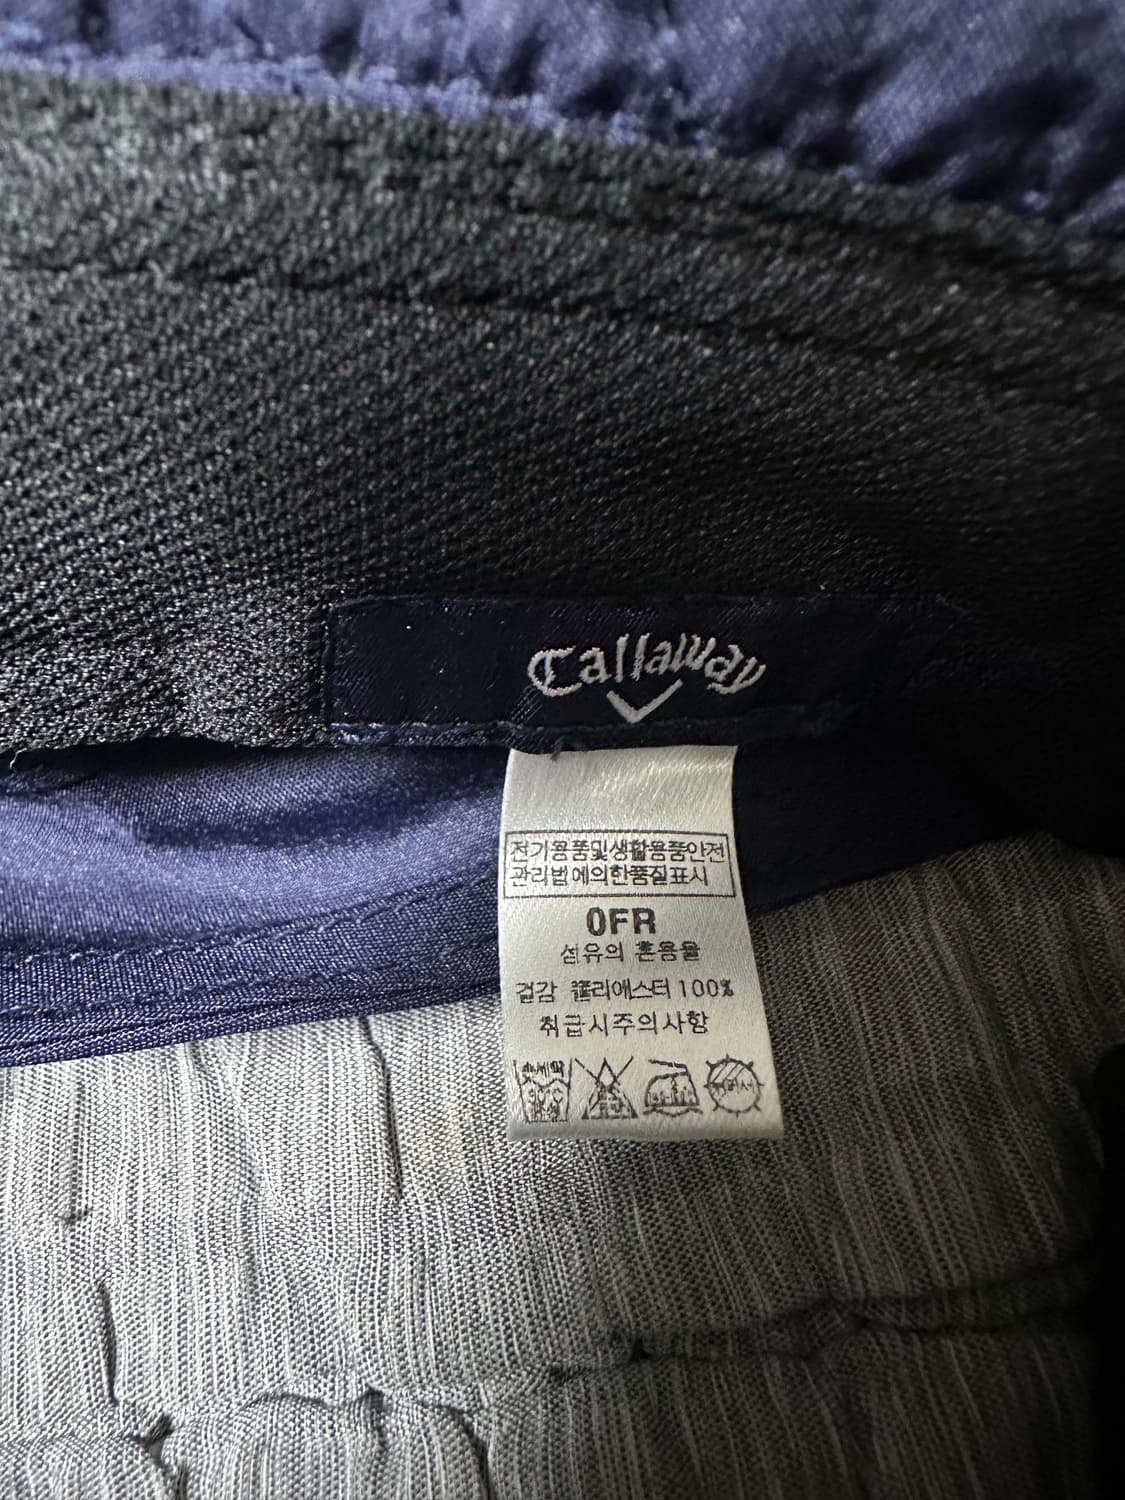 Callaway
전기용품및생활용품안전
관리법에의한품질표시
0FR
섬유의 혼용율
겉감 폴리에스터 100%
취급시주의사항